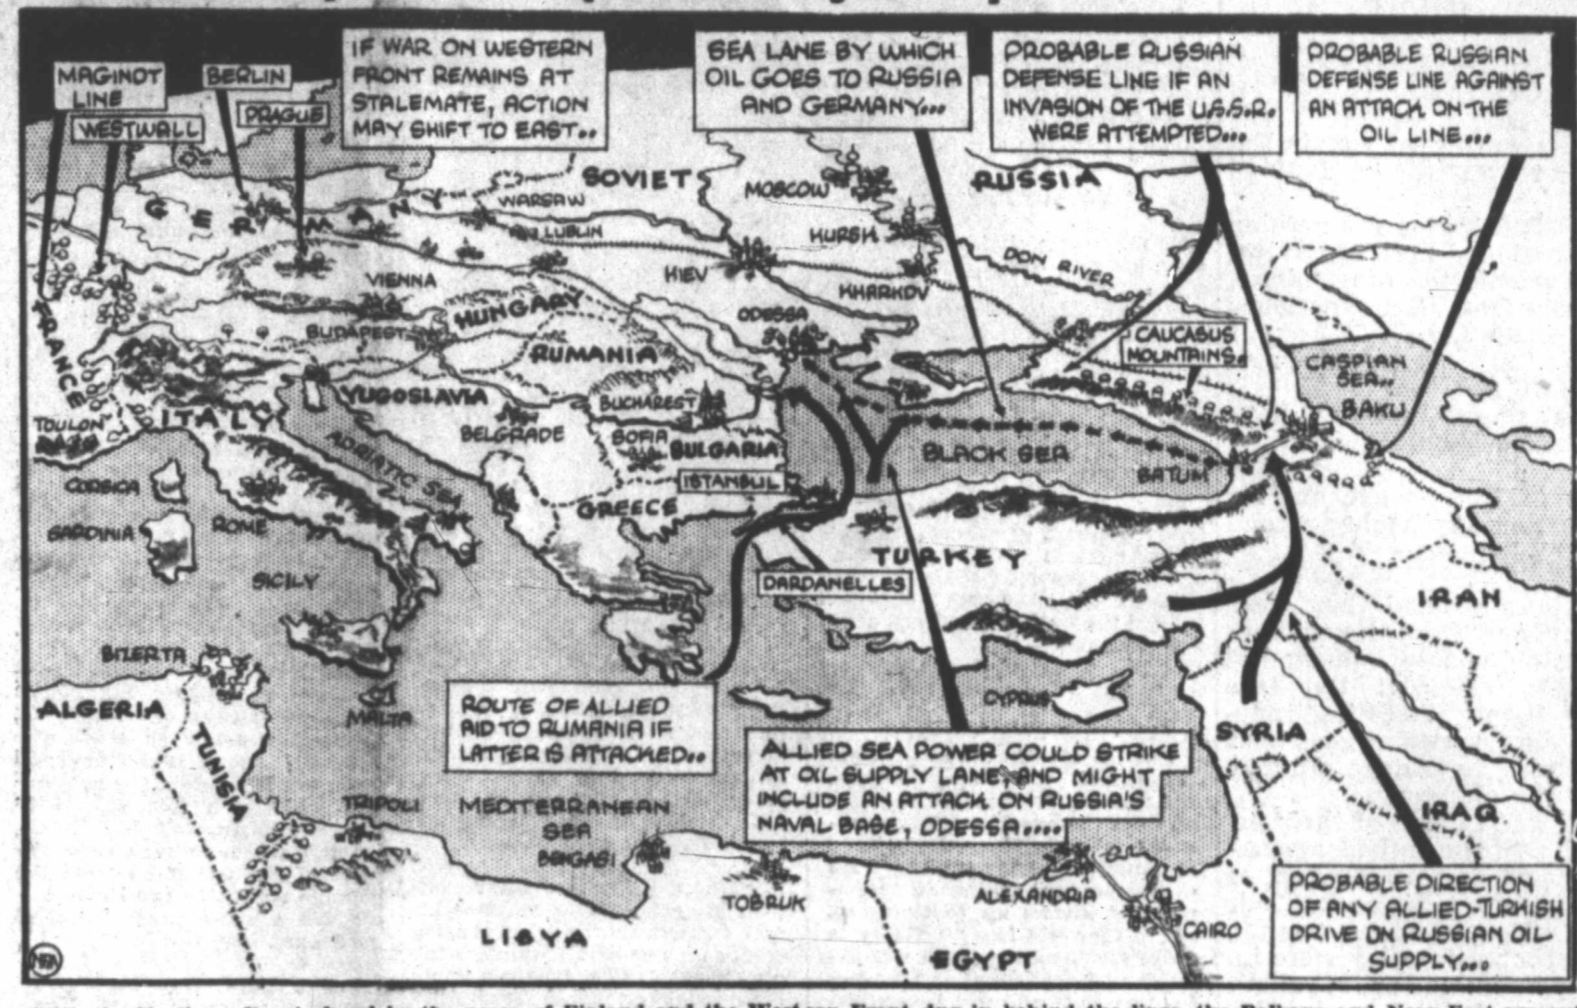 MAGINOT
LINE
WESTWALL
BERLIN
PRAGUE
IF WAR ON WESTERN
FRONT REMAINS AT
STALEMATE, ACTION
MAY SHIFT TO EAST..
SEA LANE BY WHICH
OIL GOES TO RUSSIA
AND GERMANY...
PROBABLE RUSSIAN
DEFENSE LINE IF AN
INVASION OF THE U.S.S.R.
WERE ATTEMPTED...
PROBABLE RUSSIAN
DEFENSE LINE AGAINST
AN ATTACK ON THE
OIL LINE...
SOVIET
RUSSIA
MOSCOW
GERMANY
WARSAW
LUBLIN
KURSK
DON RIVER
KIEV
KHARKOV
VIENNA
HUNGARY
ODESSA
FRANCE
BUDAPEST
RUMANIA
CAUCASUS
MOUNTAINS.
CASPIAN
SEA..
BAKU
YUGOSLAVIA
BUCHAREST
TOULON
ITALY
ADRIATIC SEA
BELGRADE
SOFIA
BULGARIA
BLACK SEA
BATUM
ISTANBUL
CORSICA
GREECE
SARDINIA
ROME
TURKEY
SICILY
DARDANELLES
IRAN
BIZERTA
ALGERIA
MALTA
TUNISIA
CYPRUS
SYRIA
ROUTE OF ALLIED
AID TO RUMANIA IF
LATTER IS ATTACKED..
ALLIED SEA POWER COULD STRIKE
AT OIL SUPPLY LANE, AND MIGHT
INCLUDE AN ATTACK ON RUSSIA'S
NAVAL BASE, ODESSA....
TRIPOLI
MEDITERRANEAN
SEA
BENGASI
IRAQ
TOBRUK
ALEXANDRIA
CAIRO
LIBYA
EGYPT
PROBABLE DIRECTION
OF ANY ALLIED-TURKISH
DRIVE ON RUSSIAN OIL
SUPPLY...
NEA